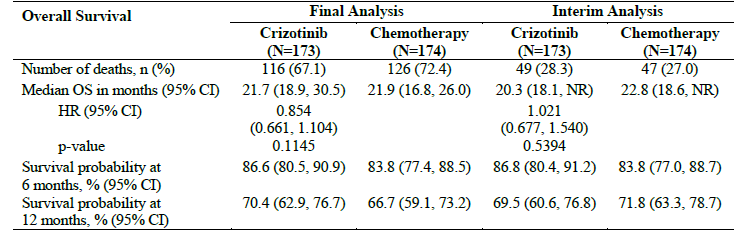 Overall Survival Final Analysis Interim Analysis
Crizotinib Chemotherapy Crizotinib Chemotherapy
(N=173) (N=174) (N=173) (N=174)
Number of deaths, n (%) 116 (67.1) 126 (72.4) 49 (28.3) 47 (27.0)
Median OS in months (95% CI) 21.7 (18.9, 30.5) 21.9 (16.8, 26.0) 20.3 (18.1, NR) 22.8 (18.6, NR)
HR (95% CI) 0.854 1.021
(0.661, 1.104) (0.677, 1.540)
p-value 0.1145 0.5394
Survival probability at 86.6 (80.5, 90.9) 83.8 (77.4, 88.5) 86.8 (80.4, 91.2) 83.8 (77.0, 88.7)
6 months, % (95% CI)
Survival probability at 70.4 (62.9, 76.7) 66.7 (59.1, 73.2) 69.5 (60.6, 76.8) 71.8 (63.3, 78.7)
12 months, % (95% CI)